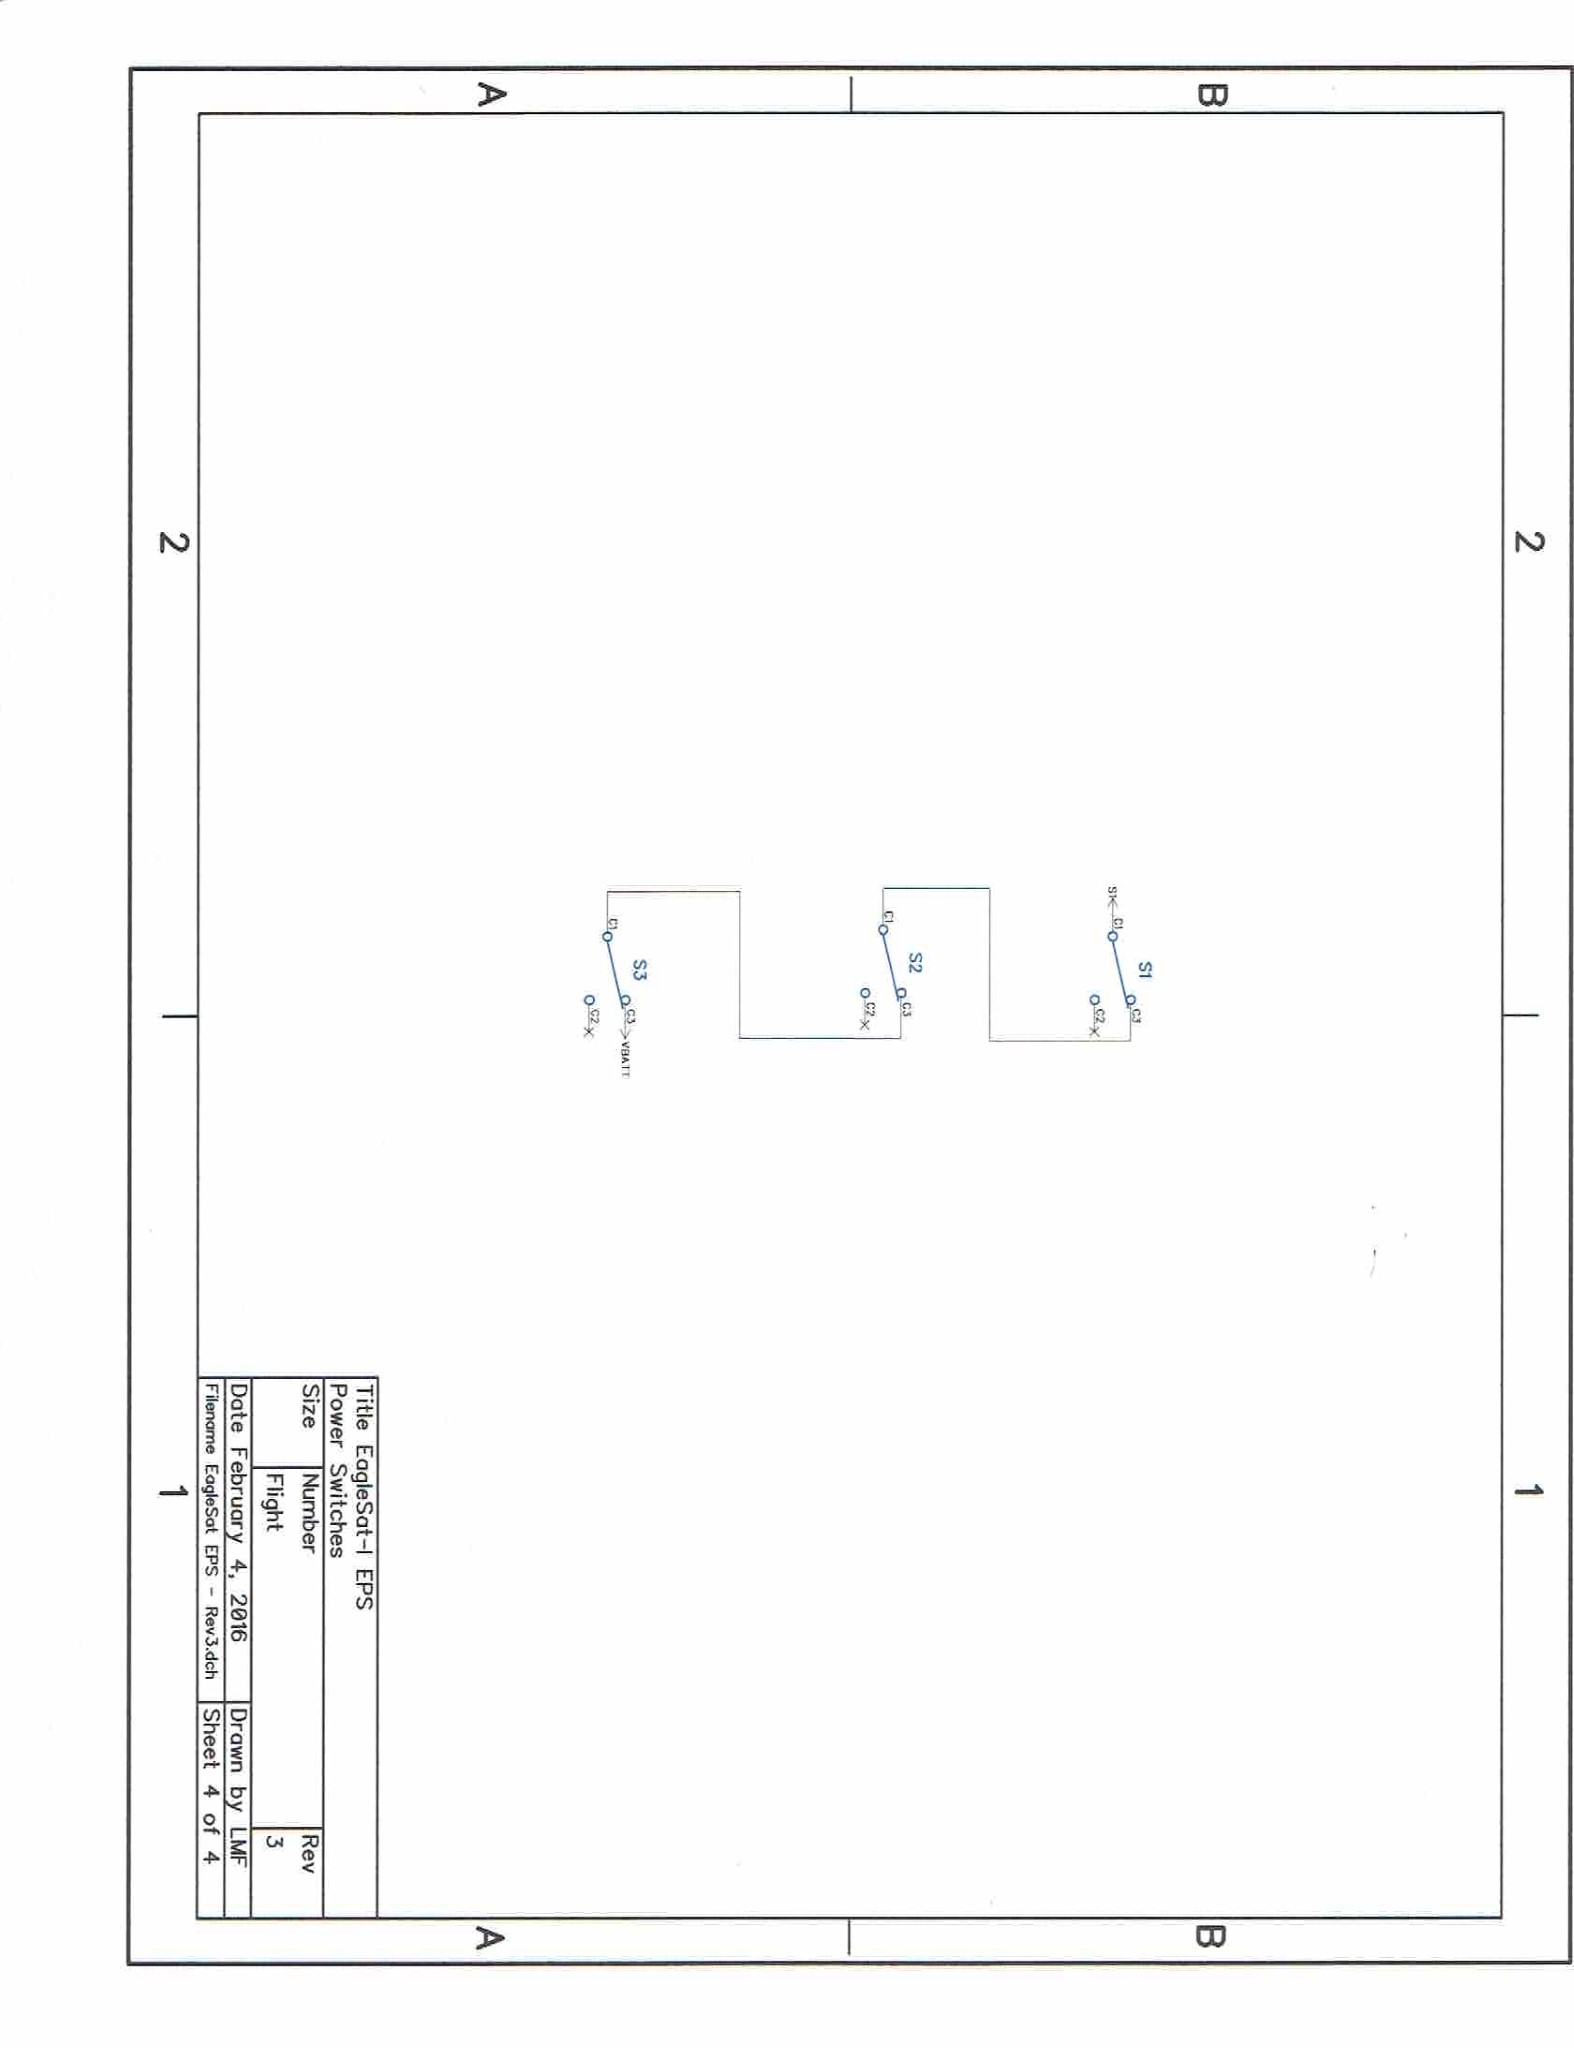 2 1
B B
S1
S1 C1 C3
C2
S2
C1 C3
C2
S3
C1 C3 VBATT
C2
A A
Title EagleSat-I EPS
Power Switches
Size Number Rev
Flight 3
Date February 4, 2016 Drawn by LMF
Filename EagleSat EPS - Rev3.dch Sheet 4 of 4
2 1